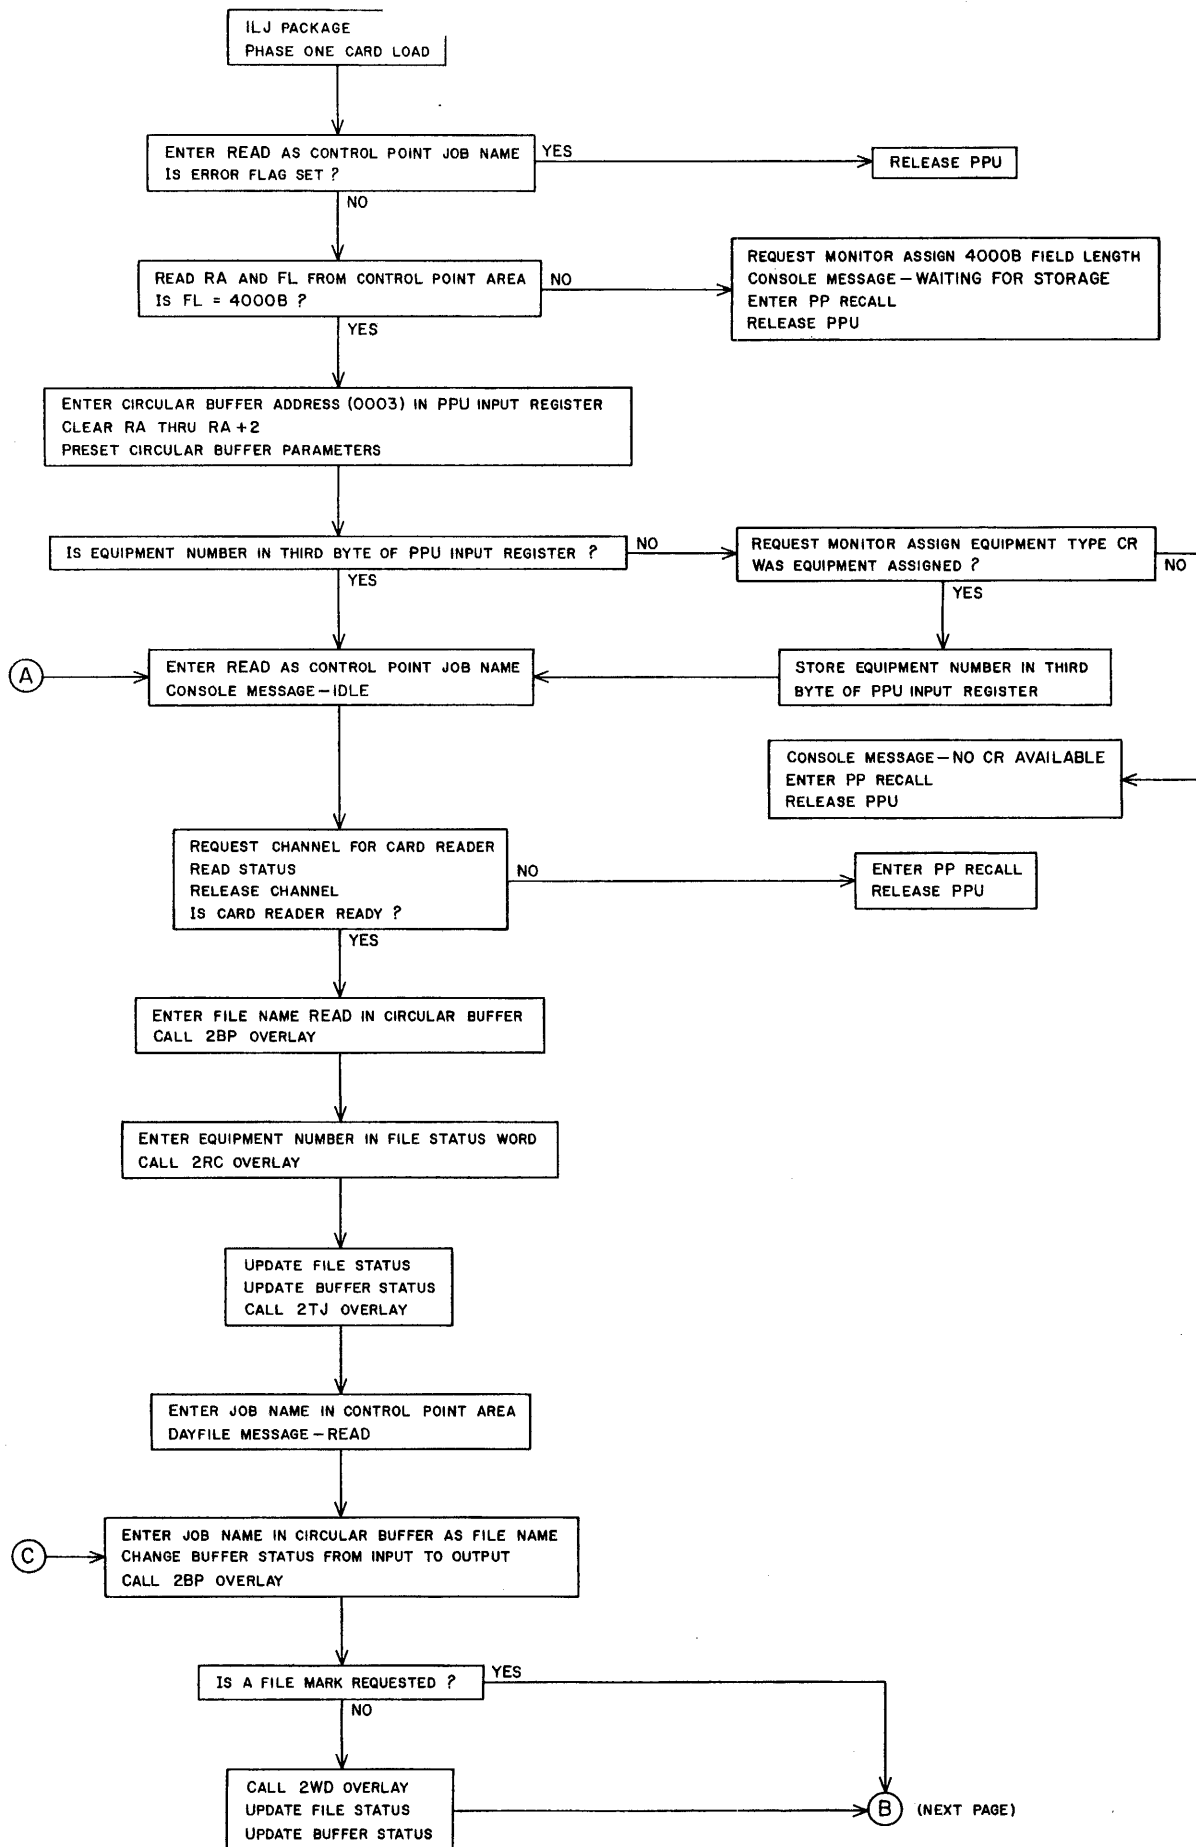 ILJ PACKAGE
PHASE ONE CARD LOAD
ENTER READ AS CONTROL POINT JOB NAME
IS ERROR FLAG SET ?
YES
RELEASE PPU
NO
READ RA AND FL FROM CONTROL POINT AREA
IS FL = 4000B ?
NO
REQUEST MONITOR ASSIGN 4000B FIELD LENGTH
CONSOLE MESSAGE – WAITING FOR STORAGE
ENTER PP RECALL
RELEASE PPU
YES
ENTER CIRCULAR BUFFER ADDRESS (0003) IN PPU INPUT REGISTER
CLEAR RA THRU RA +2
PRESET CIRCULAR BUFFER PARAMETERS
IS EQUIPMENT NUMBER IN THIRD BYTE OF PPU INPUT REGISTER ?
NO
REQUEST MONITOR ASSIGN EQUIPMENT TYPE CR
WAS EQUIPMENT ASSIGNED ?
NO
YES
YES
A
ENTER READ AS CONTROL POINT JOB NAME
CONSOLE MESSAGE – IDLE
STORE EQUIPMENT NUMBER IN THIRD
BYTE OF PPU INPUT REGISTER
CONSOLE MESSAGE – NO CR AVAILABLE
ENTER PP RECALL
RELEASE PPU
REQUEST CHANNEL FOR CARD READER
READ STATUS
RELEASE CHANNEL
IS CARD READER READY ?
NO
ENTER PP RECALL
RELEASE PPU
YES
ENTER FILE NAME READ IN CIRCULAR BUFFER
CALL 2BP OVERLAY
ENTER EQUIPMENT NUMBER IN FILE STATUS WORD
CALL 2RC OVERLAY
UPDATE FILE STATUS
UPDATE BUFFER STATUS
CALL 2TJ OVERLAY
ENTER JOB NAME IN CONTROL POINT AREA
DAYFILE MESSAGE – READ
C
ENTER JOB NAME IN CIRCULAR BUFFER AS FILE NAME
CHANGE BUFFER STATUS FROM INPUT TO OUTPUT
CALL 2BP OVERLAY
IS A FILE MARK REQUESTED ?
YES
NO
CALL 2WD OVERLAY
UPDATE FILE STATUS
UPDATE BUFFER STATUS
B (NEXT PAGE)